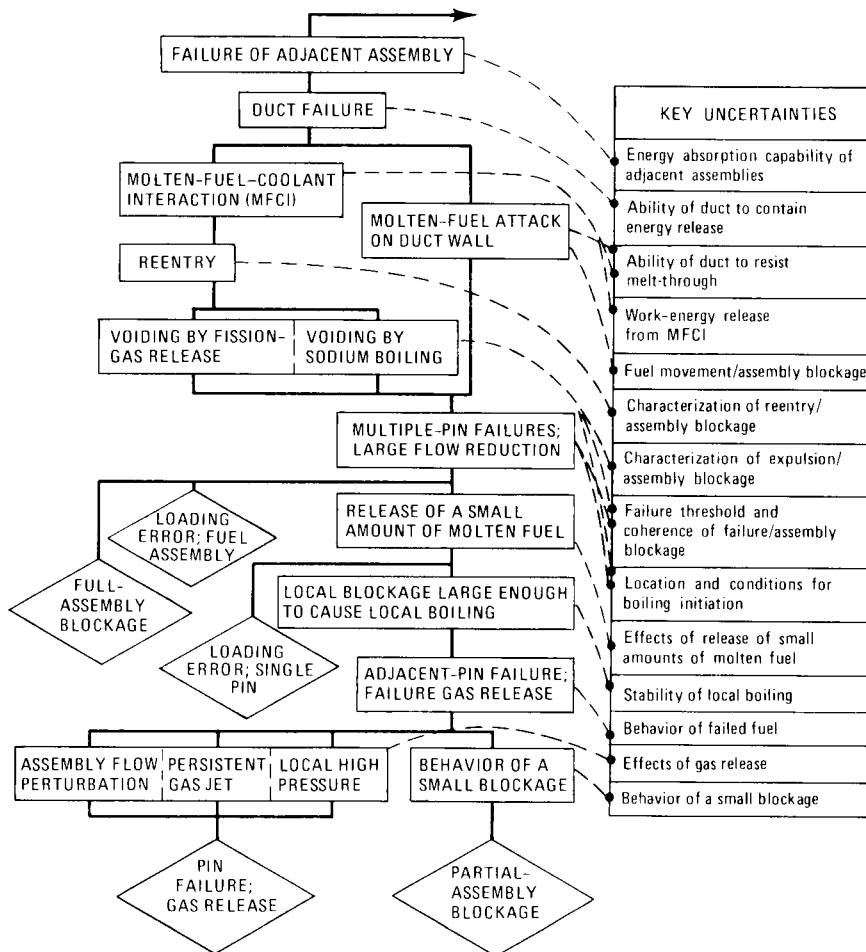 FAILURE OF ADJACENT ASSEMBLY
DUCT FAILURE
MOLTEN-FUEL-COOLANT
INTERACTION (MFCI)
MOLTEN-FUEL ATTACK
ON DUCT WALL
REENTRY
VOIDING BY FISSION-
GAS RELEASE
VOIDING BY
SODIUM BOILING
MULTIPLE-PIN FAILURES;
LARGE FLOW REDUCTION
LOADING
ERROR; FUEL
ASSEMBLY
RELEASE OF A SMALL
AMOUNT OF MOLTEN FUEL
FULL-
ASSEMBLY
BLOCKAGE
LOCAL BLOCKAGE LARGE ENOUGH
TO CAUSE LOCAL BOILING
LOADING
ERROR; SINGLE
PIN
ADJACENT-PIN FAILURE;
FAILURE GAS RELEASE
ASSEMBLY FLOW
PERTURBATION
PERSISTENT
GAS JET
LOCAL HIGH
PRESSURE
BEHAVIOR OF A
SMALL BLOCKAGE
PIN
FAILURE;
GAS RELEASE
PARTIAL-
ASSEMBLY
BLOCKAGE
KEY UNCERTAINTIES
Energy absorption capability of
adjacent assemblies
Ability of duct to contain
energy release
Ability of duct to resist
melt-through
Work-energy release
from MFCI
Fuel movement/assembly blockage
Characterization of reentry/
assembly blockage
Characterization of expulsion/
assembly blockage
Failure threshold and
coherence of failure/assembly
blockage
Location and conditions for
boiling initiation
Effects of release of small
amounts of molten fuel
Stability of local boiling
Behavior of failed fuel
Effects of gas release
Behavior of a small blockage